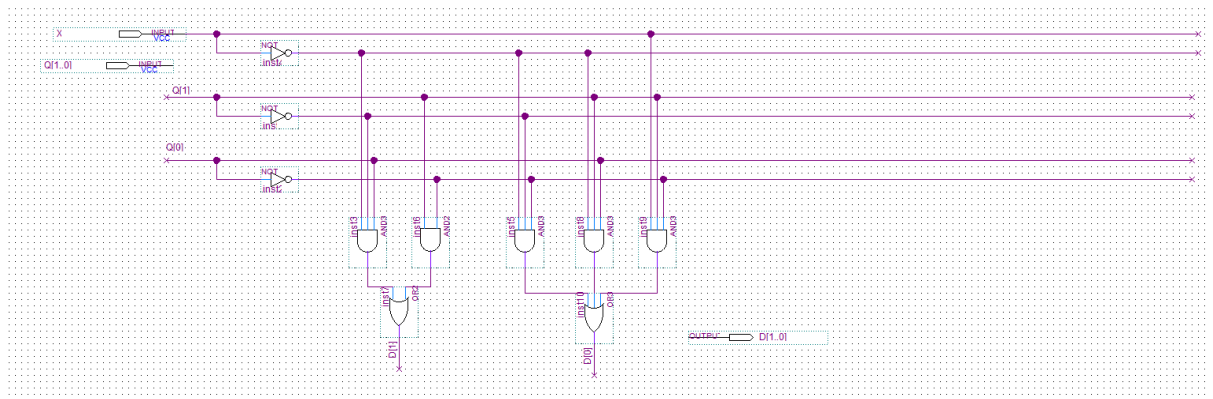 X INPUT VCC
NOT
inst
Q[1..0] INPUT VCC
Q[1]
NOT
ins
Q[0]
NOT
inst
inst3 AND3 inst6 AND2 inst5 AND3 inst8 AND3 inst9 AND3
inst7 OR2 inst10 OR3
OUTPUT D[1..0]
D[1] D[0]